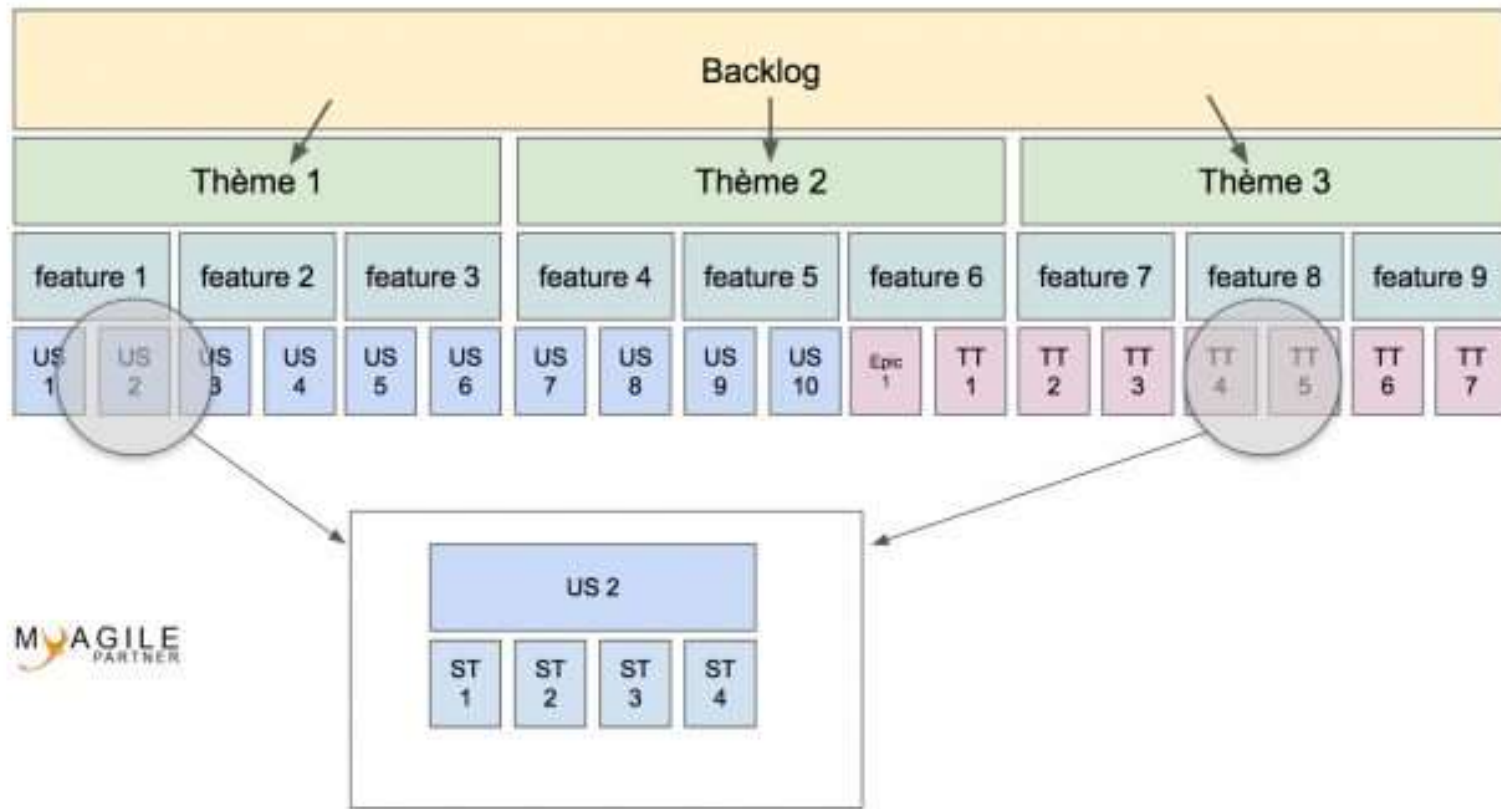 Backlog
Thème 1 Thème 2 Thème 3
feature 1 feature 2 feature 3 feature 4 feature 5 feature 6 feature 7 feature 8 feature 9
US US US US US US US US US US Epic TT TT TT TT TT TT TT
1 2 3 4 5 6 7 8 9 10 1 1 2 3 4 5 6 7
US 2
ST ST ST ST
1 2 3 4
MYAGILE
PARTNER